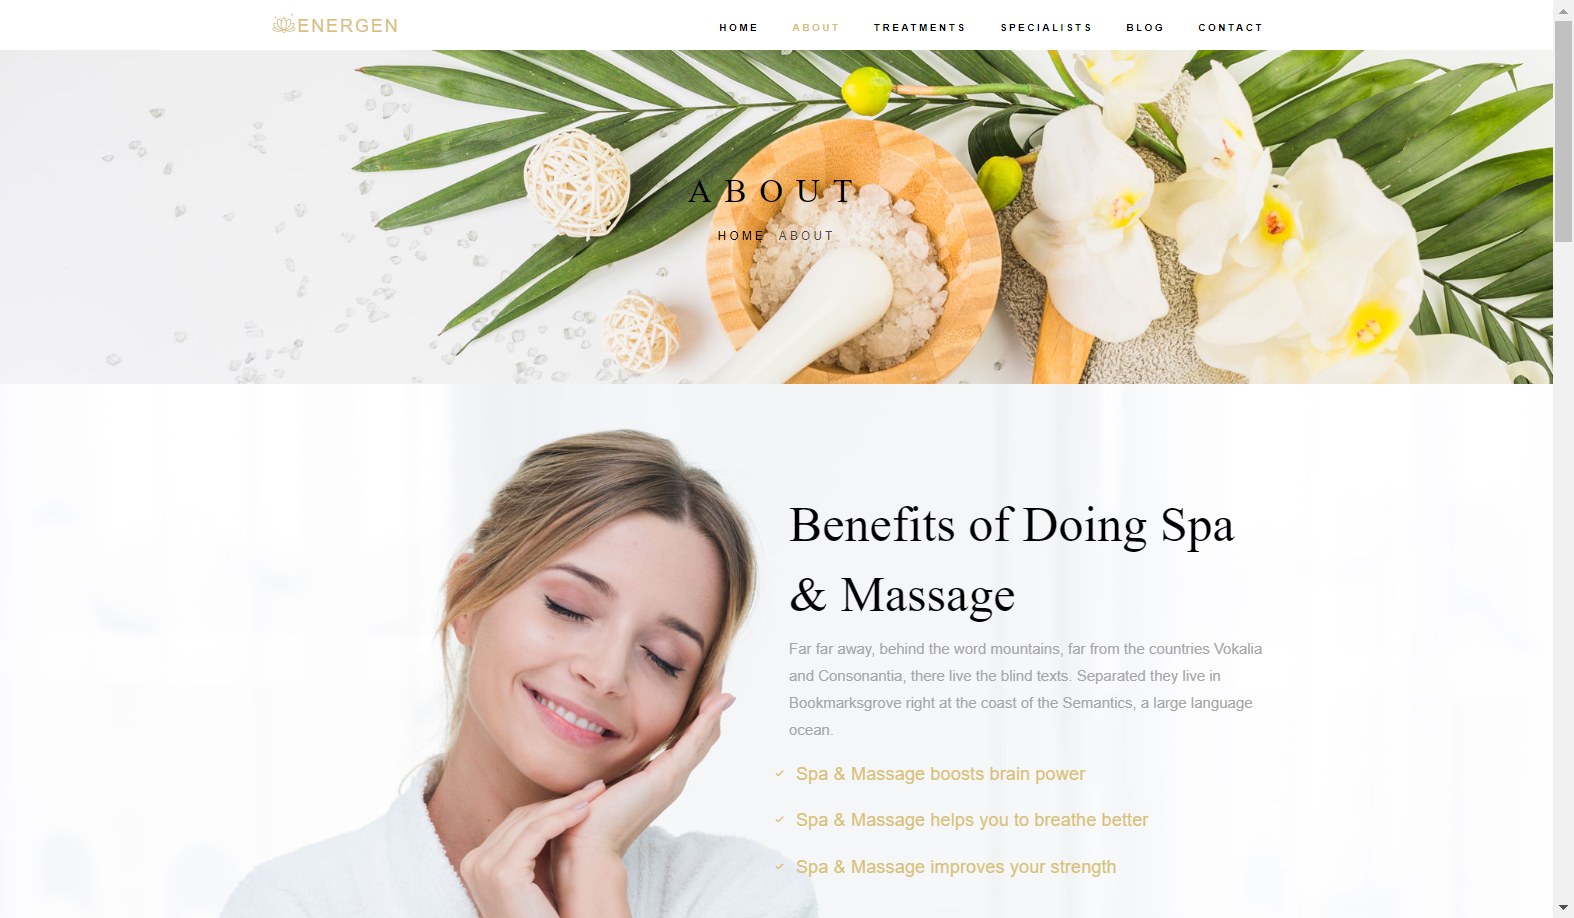 ENERGEN
HOME ABOUT TREATMENTS SPECIALISTS BLOG CONTACT
ABOUT
HOME ABOUT
Benefits of Doing Spa
& Massage
Far far away, behind the word mountains, far from the countries Vokalia
and Consonantia, there live the blind texts. Separated they live in
Bookmarksgrove right at the coast of the Semantics, a large language
ocean.
Spa & Massage boosts brain power
Spa & Massage helps you to breathe better
Spa & Massage improves your strength